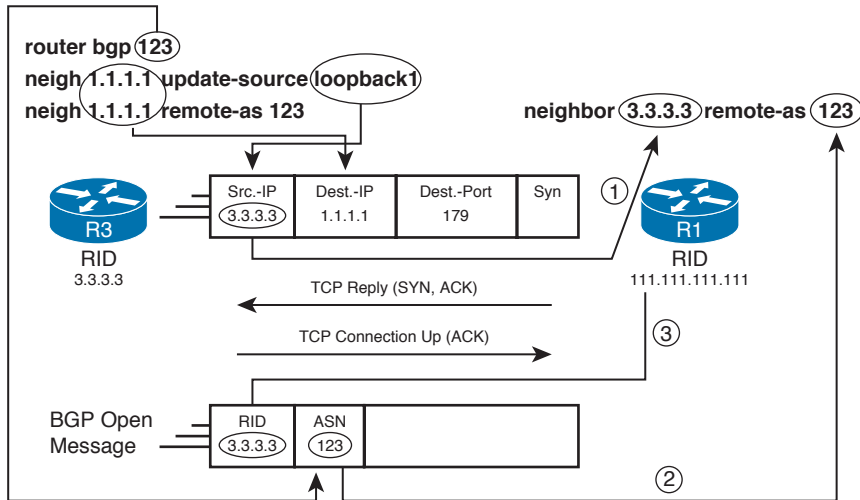 router bgp 123
neigh 1.1.1.1 update-source loopback1
neigh 1.1.1.1 remote-as 123
neighbor 3.3.3.3 remote-as 123
Src.-IP
3.3.3.3
Dest.-IP
1.1.1.1
Dest.-Port
179
Syn
1
R3
RID
3.3.3.3
R1
RID
111.111.111.111
TCP Reply (SYN, ACK)
TCP Connection Up (ACK)
3
BGP Open
Message
RID
3.3.3.3
ASN
123
2